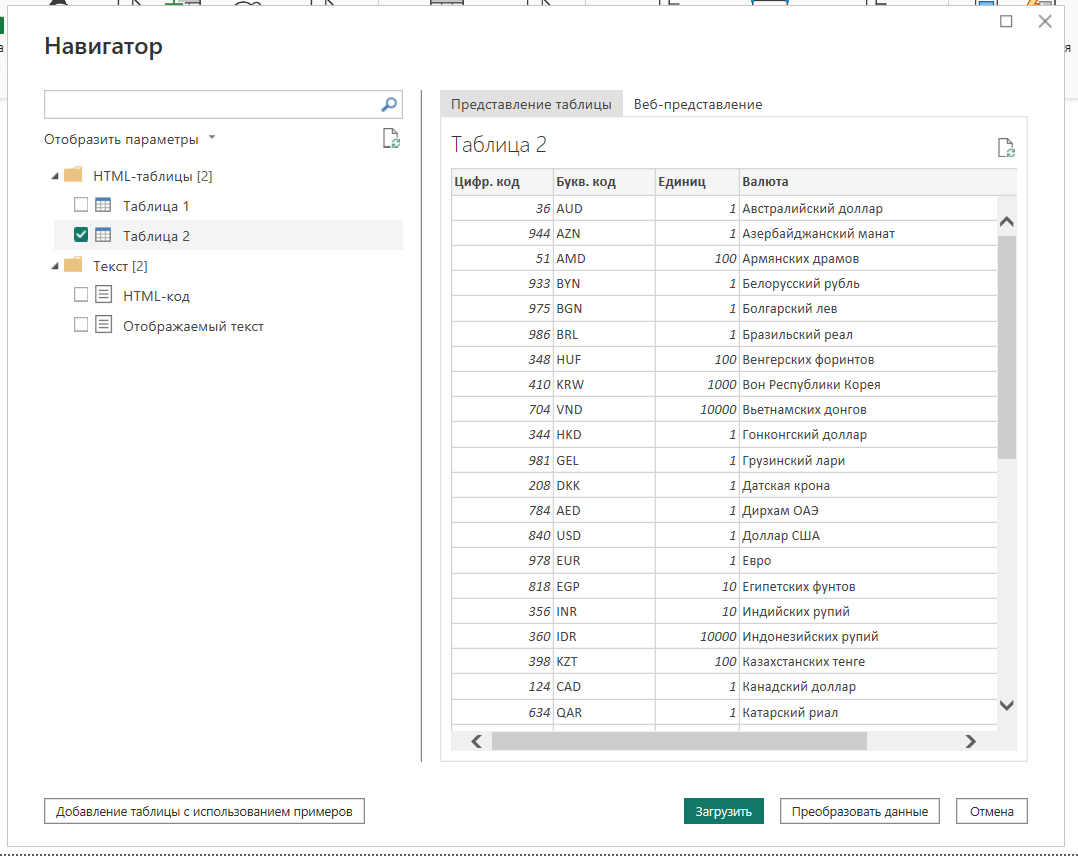 Навигатор
Отобразить параметры
HTML-таблицы [2]
Таблица 1
Таблица 2
Текст [2]
HTML-код
Отображаемый текст
Представление таблицы Веб-представление
Таблица 2
Цифр. код Букв. код Единиц Валюта
36 AUD 1 Австралийский доллар
944 AZN 1 Азербайджанский манат
51 AMD 100 Армянских драмов
933 BYN 1 Белорусский рубль
975 BGN 1 Болгарский лев
986 BRL 1 Бразильский реал
348 HUF 100 Венгерских форинтов
410 KRW 1000 Вон Республики Корея
704 VND 10000 Вьетнамских донгов
344 HKD 1 Гонконгский доллар
981 GEL 1 Грузинский лари
208 DKK 1 Датская крона
784 AED 1 Дирхам ОАЭ
840 USD 1 Доллар США
978 EUR 1 Евро
818 EGP 10 Египетских фунтов
356 INR 10 Индийских рупий
360 IDR 10000 Индонезийских рупий
398 KZT 100 Казахстанских тенге
124 CAD 1 Канадский доллар
634 QAR 1 Катарский риал
Добавление таблицы с использованием примеров Загрузить Преобразовать данные Отмена